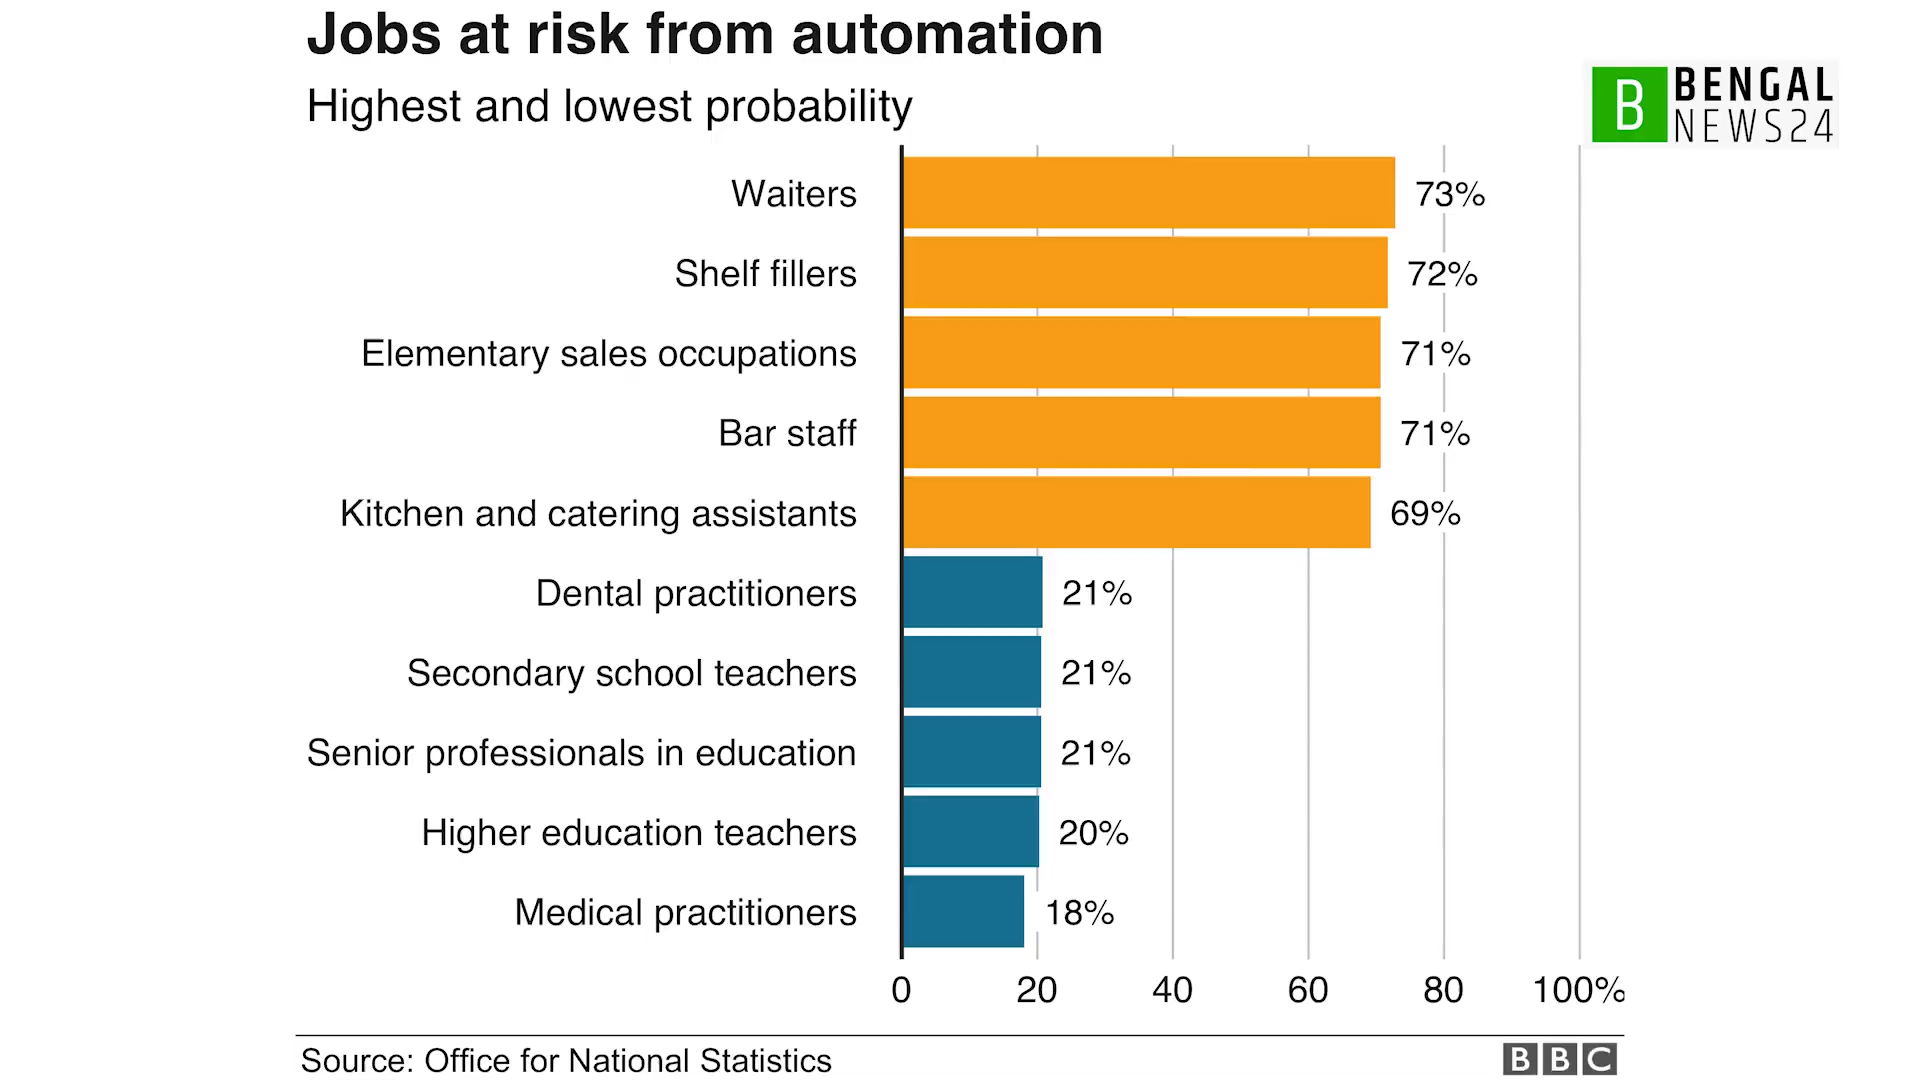 Jobs at risk from automation
Highest and lowest probability
B BENGAL
NEWS24
Waiters 73%
Shelf fillers 72%
Elementary sales occupations 71%
Bar staff 71%
Kitchen and catering assistants 69%
Dental practitioners 21%
Secondary school teachers 21%
Senior professionals in education 21%
Higher education teachers 20%
Medical practitioners 18%
0 20 40 60 80 100%
Source: Office for National Statistics
BBC